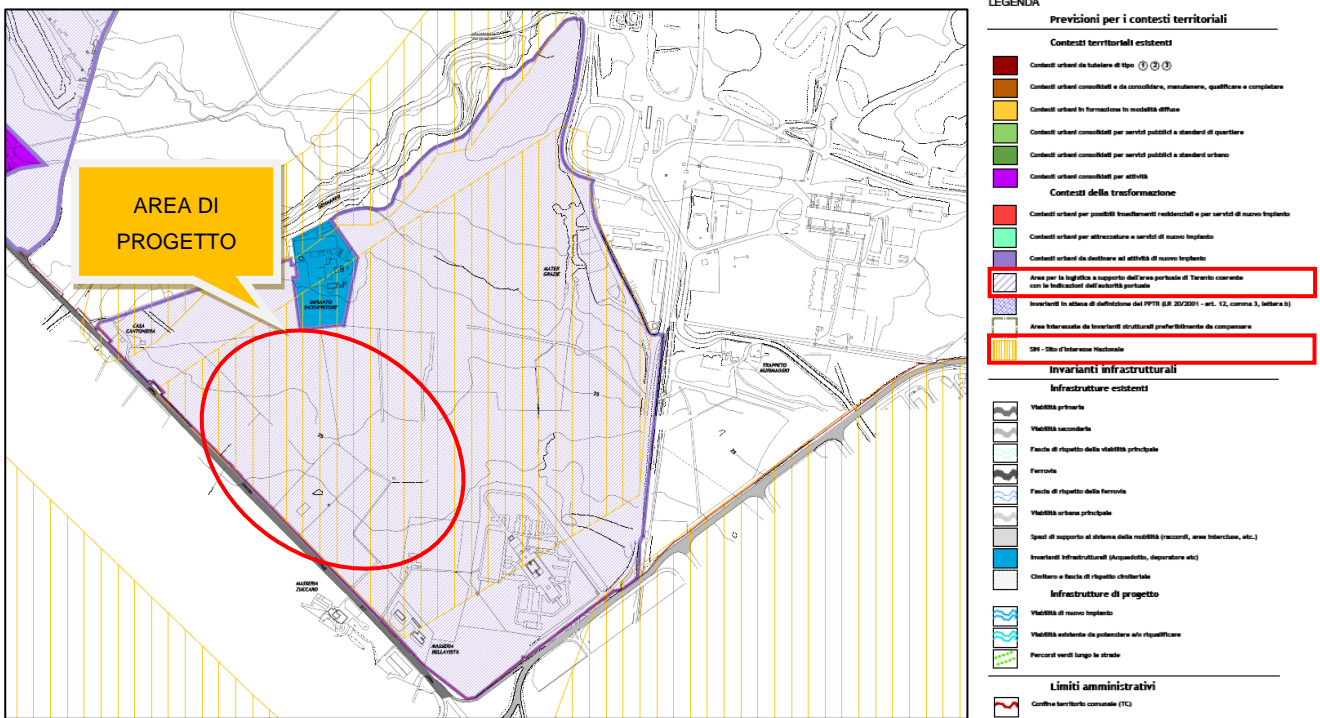 AREA DI
PROGETTO
CASA
CANTONIERA
IMPIANTO
MATER
GRAZIE
25
TRAPPETO
25
25
MASSERIA
ZUCCARO
MASSERIA
BELLAVISTA
LEGENDA
Previsioni per i contesti territoriali
Contesti territoriali esistenti
Contesti urbani da tutelare di tipo ① ② ③
Contesti urbani consolidati e da consolidare, manutenere, qualificare e completare
Contesti urbani in formazione in modalità diffusa
Contesti urbani consolidati per servizi pubblici a standard di quartiere
Contesti urbani consolidati per servizi pubblici a standard urbano
Contesti urbani consolidati per attività
Contesti della trasformazione
Contesti urbani per possibili insediamenti residenziali e per servizi di nuovo impianto
Contesti urbani per attrezzature e servizi di nuovo impianto
Contesti urbani da destinare ad attività di nuovo impianto
Area per la logistica a supporto dell'area portuale di Taranto coerente
con le indicazioni dell'autorità portuale
Invarianti in attesa di definizione del PPTR (LR 20/2001 - art. 12, comma 3, lettera b)
Aree interessate da invarianti strutturali preferibilmente da compensare
SIN - Sito d'Interesse Nazionale
Invarianti infrastrutturali
Infrastrutture esistenti
Viabilità primaria
Viabilità secondaria
Fascia di rispetto della viabilità principale
Ferrovia
Fascia di rispetto della ferrovia
Viabilità urbana principale
Spazi di supporto al sistema della mobilità (raccordi, aree intercluse, etc.)
Invarianti infrastrutturali (Acquedotto, depuratore etc)
Cimitero e fascia di rispetto cimiteriale
Infrastrutture di progetto
Viabilità di nuovo impianto
Viabilità esistente da potenziare e/o riqualificare
Percorsi verdi lungo le strade
Limiti amministrativi
Confine territorio comunale (TC)